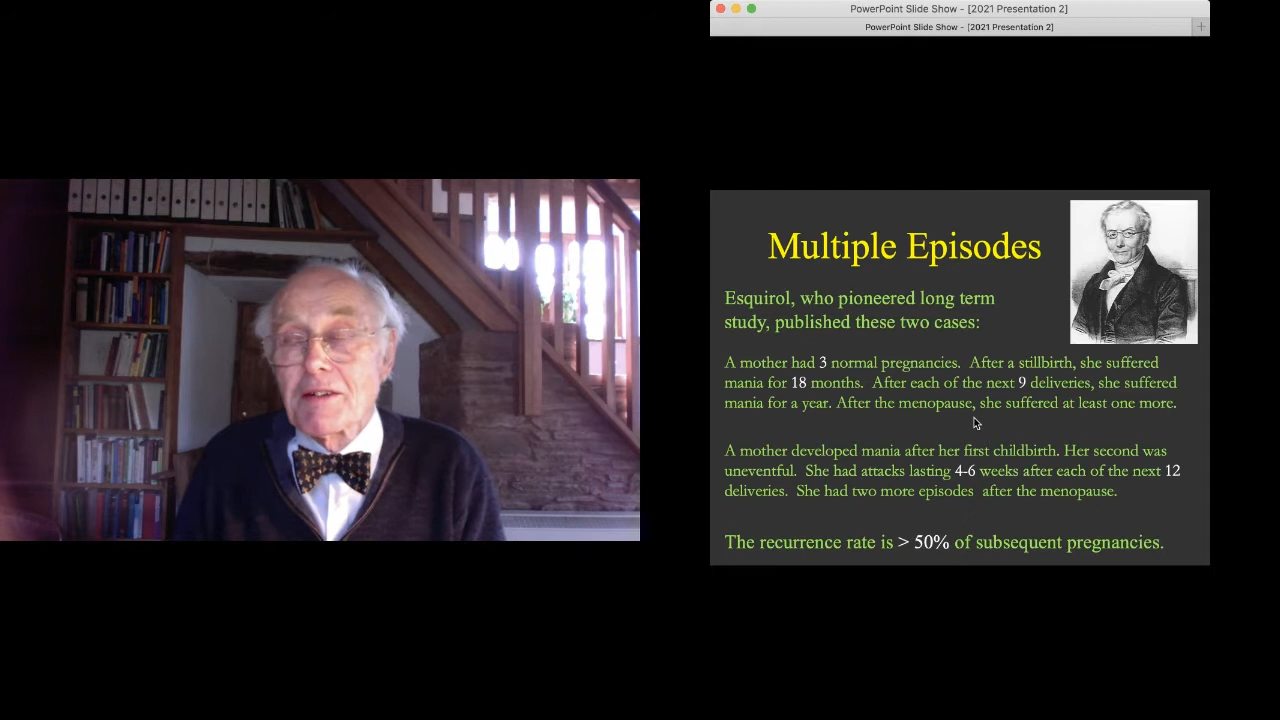 PowerPoint Slide Show - [2021 Presentation 2]
PowerPoint Slide Show - [2021 Presentation 2]
Multiple Episodes
Esquirol, who pioneered long term
study, published these two cases:
A mother had 3 normal pregnancies. After a stillbirth, she suffered
mania for 18 months. After each of the next 9 deliveries, she suffered
mania for a year. After the menopause, she suffered at least one more.
A mother developed mania after her first childbirth. Her second was
uneventful. She had attacks lasting 4-6 weeks after each of the next 12
deliveries. She had two more episodes after the menopause.
The recurrence rate is > 50% of subsequent pregnancies.